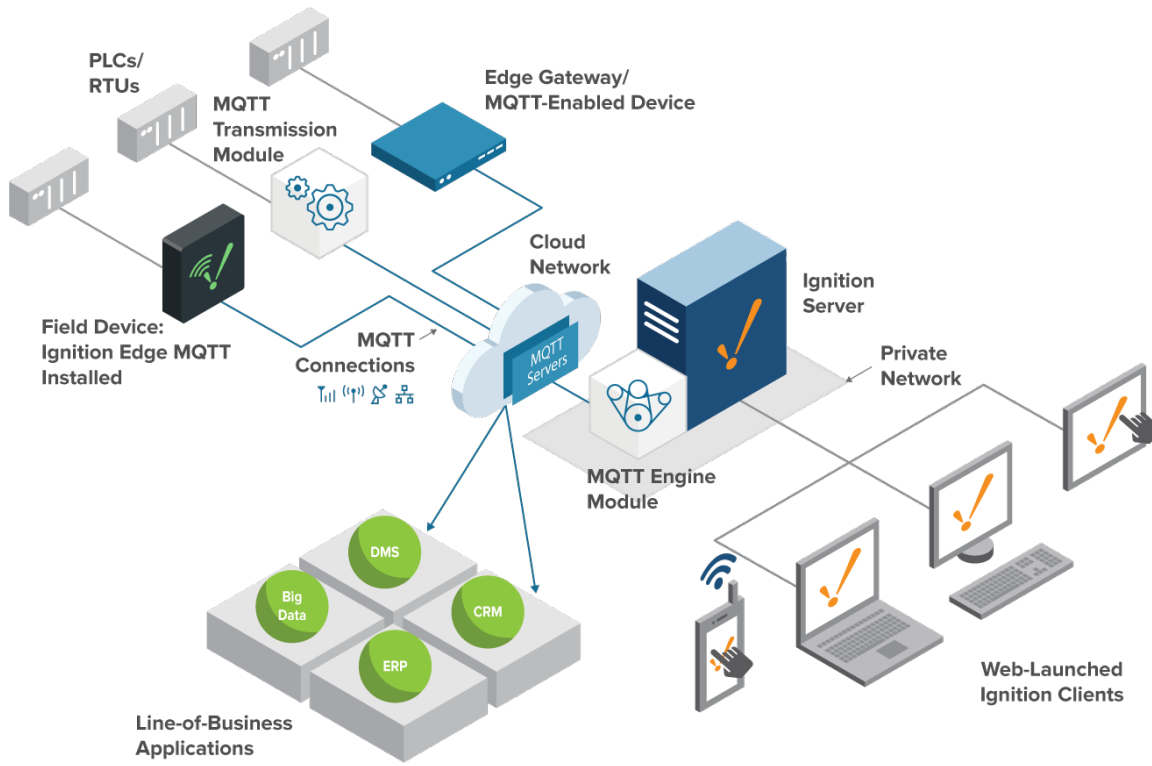 PLCs/
RTUs
MQTT
Transmission
Module
Edge Gateway/
MQTT-Enabled Device
Cloud
Network
Ignition
Server
Field Device:
Ignition Edge MQTT
Installed
MQTT
Connections
MQTT
Servers
Private
Network
MQTT Engine
Module
DMS
Big
Data
CRM
ERP
Line-of-Business
Applications
Web-Launched
Ignition Clients